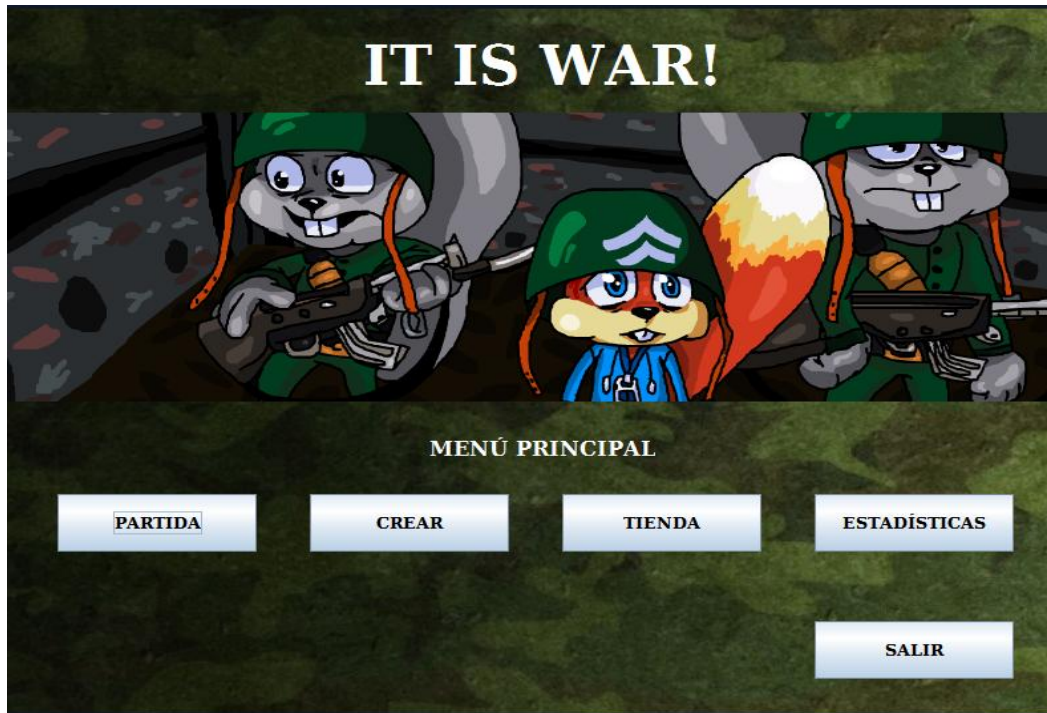 IT IS WAR!
MENÚ PRINCIPAL
PARTIDA CREAR TIENDA ESTADÍSTICAS
SALIR